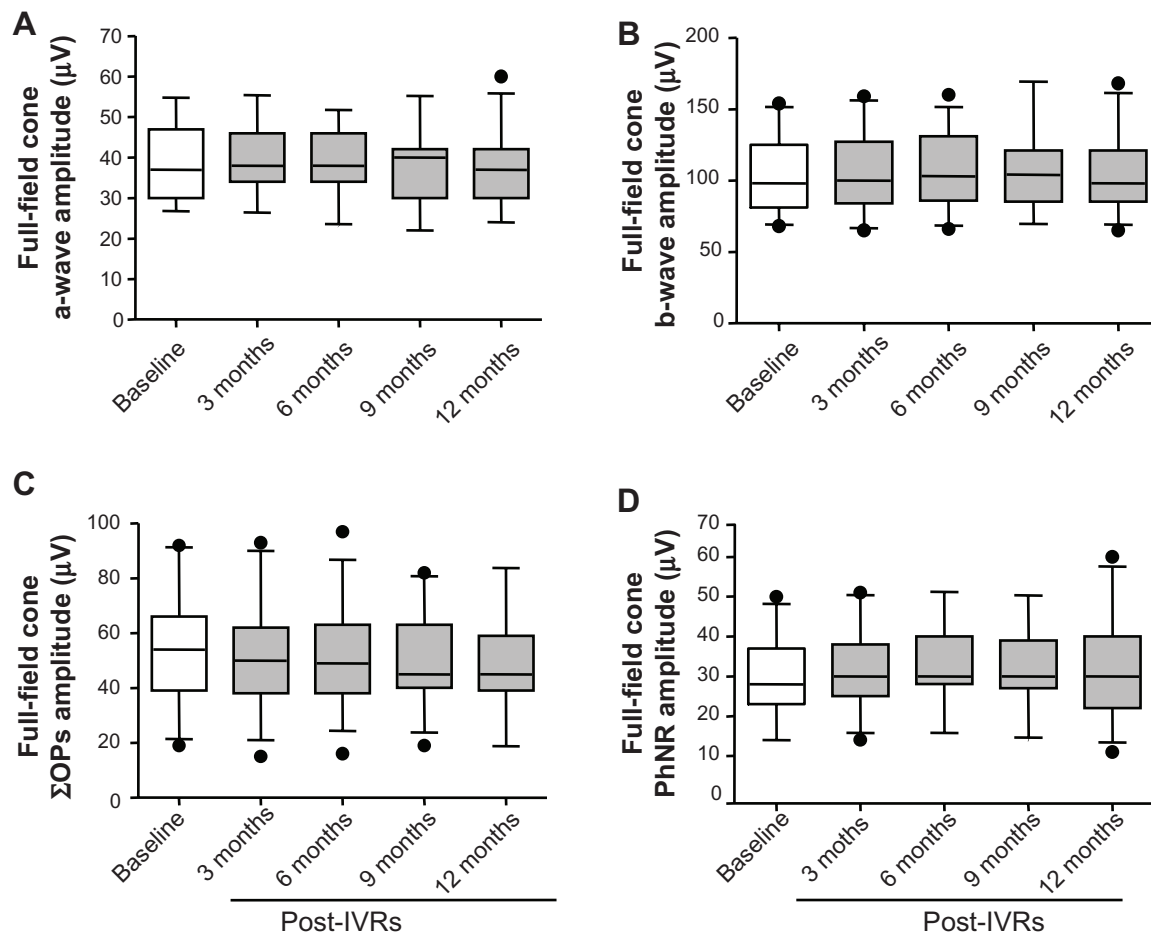 A
Full-field cone
a-wave amplitude (µV)
70
60
50
40
30
20
10
0
Baseline
3 months
6 months
9 months
12 months
B
Full-field cone
b-wave amplitude (µV)
200
150
100
50
0
Baseline
3 months
6 months
9 months
12 months
C
Full-field cone
ΣOPs amplitude (µV)
100
80
60
40
20
0
Baseline
3 months
6 months
9 months
12 months
Post-IVRs
D
Full-field cone
PhNR amplitude (µV)
70
60
50
40
30
20
10
0
Baseline
3 moths
6 months
9 months
12 months
Post-IVRs